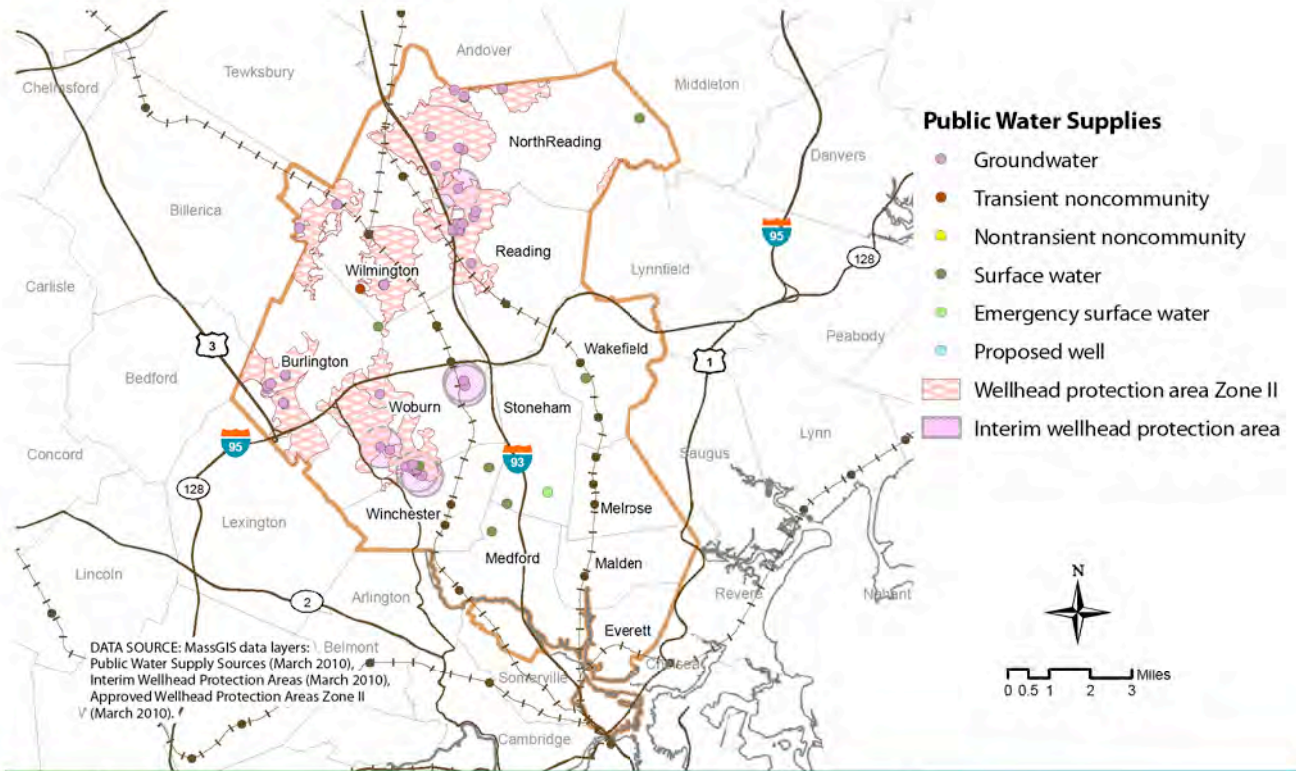 Andover
Tewksbury
Middleton
Chelmsford
NorthReading
Danvers
Billerica
95
Reading
128
Lynnfield
Wilmington
Carlisle
Peabody
3
Wakefield
Burlington
1
Bedford
Woburn
Stoneham
Lynn
95
93
Saugus
Concord
128
Melrose
Winchester
Lexington
Medford
Malden
Lincoln
Revere
Nahant
2
Arlington
Everett
Belmont
Chelsea
Somerville
Cambridge
DATA SOURCE: MassGIS data layers:
Public Water Supply Sources (March 2010),
Interim Wellhead Protection Areas (March 2010),
Approved Wellhead Protection Areas Zone II
(March 2010).
Public Water Supplies
Groundwater
Transient noncommunity
Nontransient noncommunity
Surface water
Emergency surface water
Proposed well
Wellhead protection area Zone II
Interim wellhead protection area
N
Miles
0 0.5 1 2 3